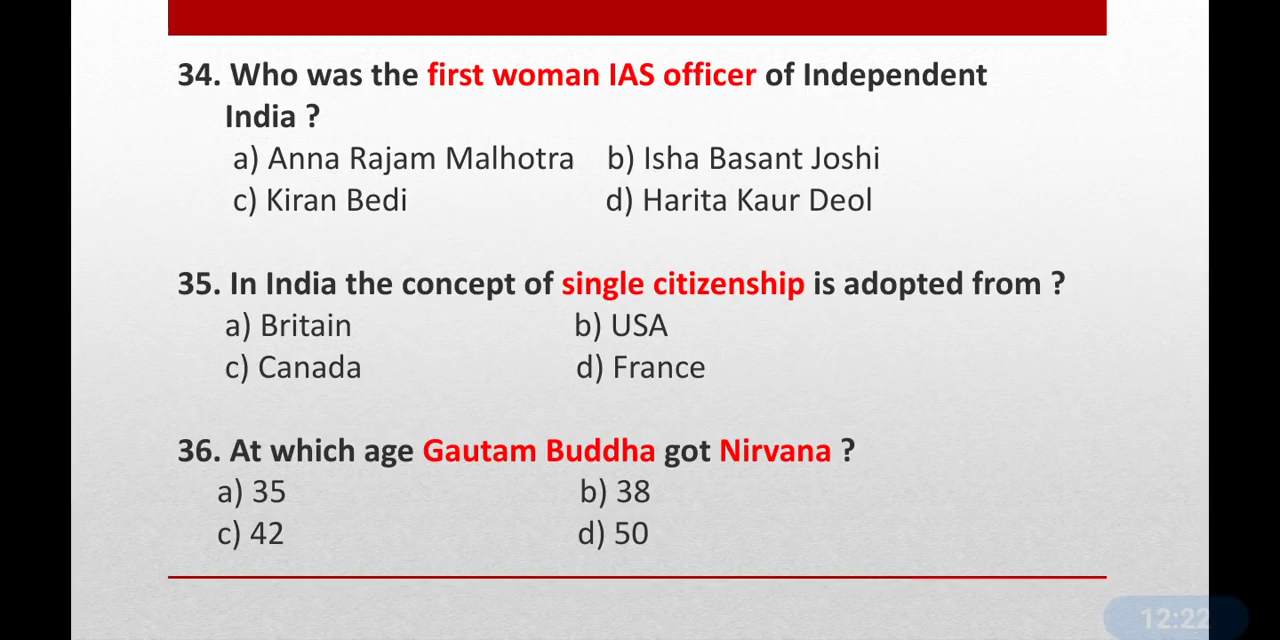 34. Who was the first woman IAS officer of Independent
India ?
a) Anna Rajam Malhotra b) Isha Basant Joshi
c) Kiran Bedi d) Harita Kaur Deol
35. In India the concept of single citizenship is adopted from ?
a) Britain b) USA
c) Canada d) France
36. At which age Gautam Buddha got Nirvana ?
a) 35 b) 38
c) 42 d) 50
12:22